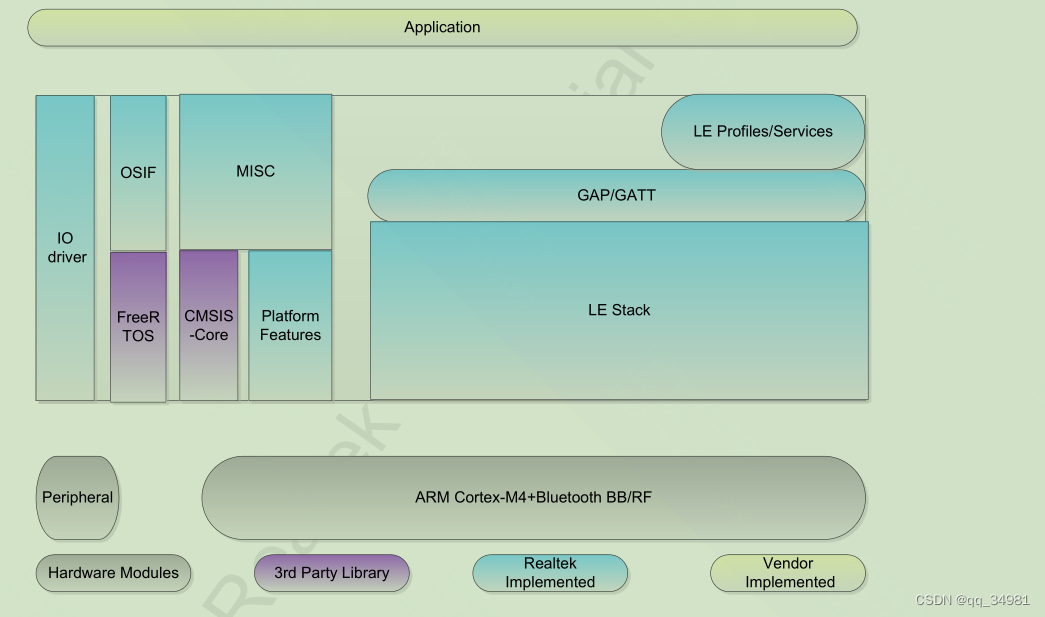 Application
LE Profiles/Services
OSIF
MISC
GAP/GATT
IO
driver
LE Stack
FreeR
TOS
CMSIS
-Core
Platform
Features
Peripheral
ARM Cortex-M4+Bluetooth BB/RF
Hardware Modules
3rd Party Library
Realtek
Implemented
Vendor
Implemented
CSDN @qq_34981